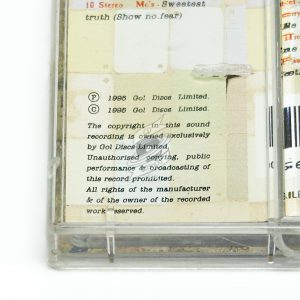 10 Stereo Mc's - Sweetest
truth (Show no.fear)
Ⓟ 1996 Go! Discs Limited.
© 1996 Go! Discs Limited.
The copyright in this sound
recording is owned exclusively
by Go! Discs Limited.
Unauthorised copying, public
performance & broadcasting of
this record prohibited.
All rights of the manufacturer
& of the owner of the recorded
work reserved.